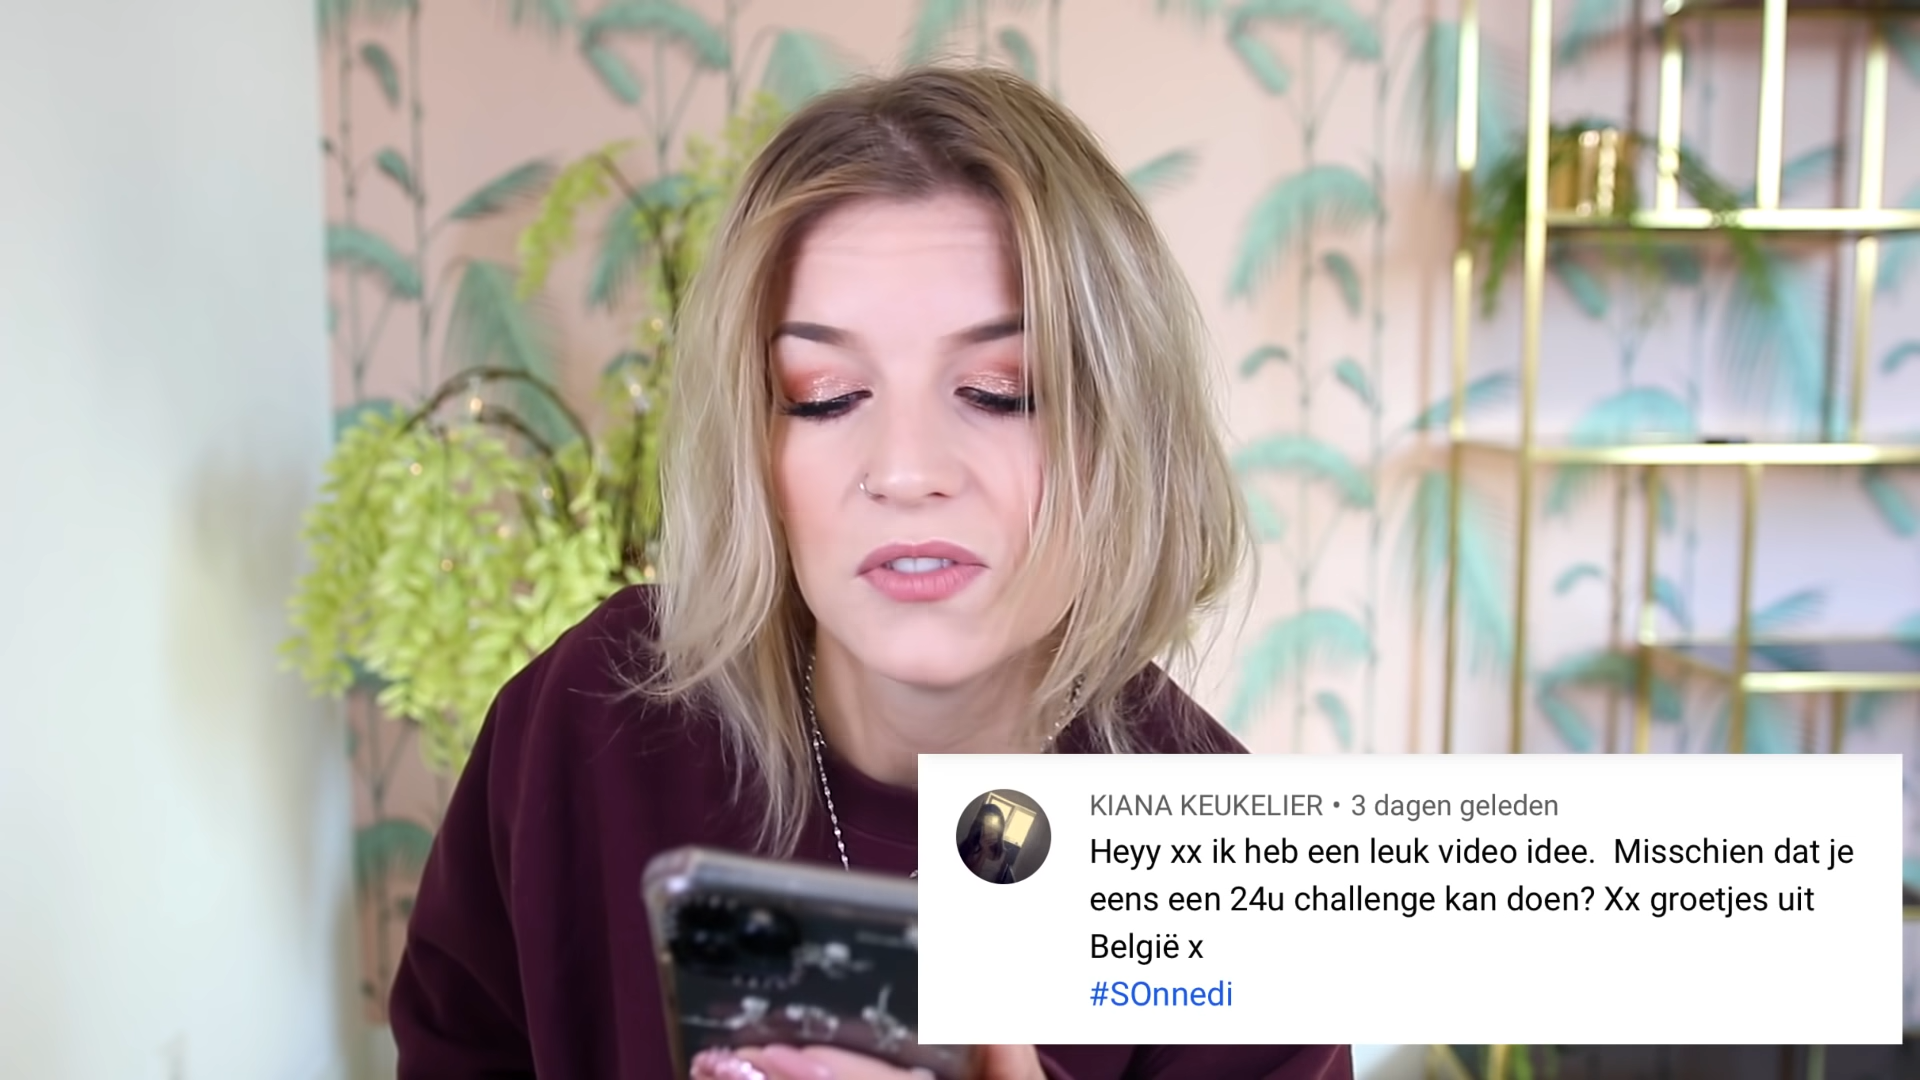 KIANA KEUKELIER • 3 dagen geleden
Heyy xx ik heb een leuk video idee.  Misschien dat je
eens een 24u challenge kan doen? Xx groetjes uit
België x
#SOnnedi